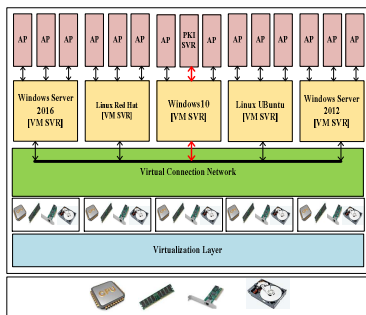 AP AP AP AP AP AP AP PKI SVR AP AP AP AP AP AP AP
Windows Server 2016 [VM SVR]
Linux Red Hat [VM SVR]
Windows10 [VM SVR]
Linux UBuntu [VM SVR]
Windows Server 2012 [VM SVR]
Virtual Connection Network
Virtualization Layer
CPU